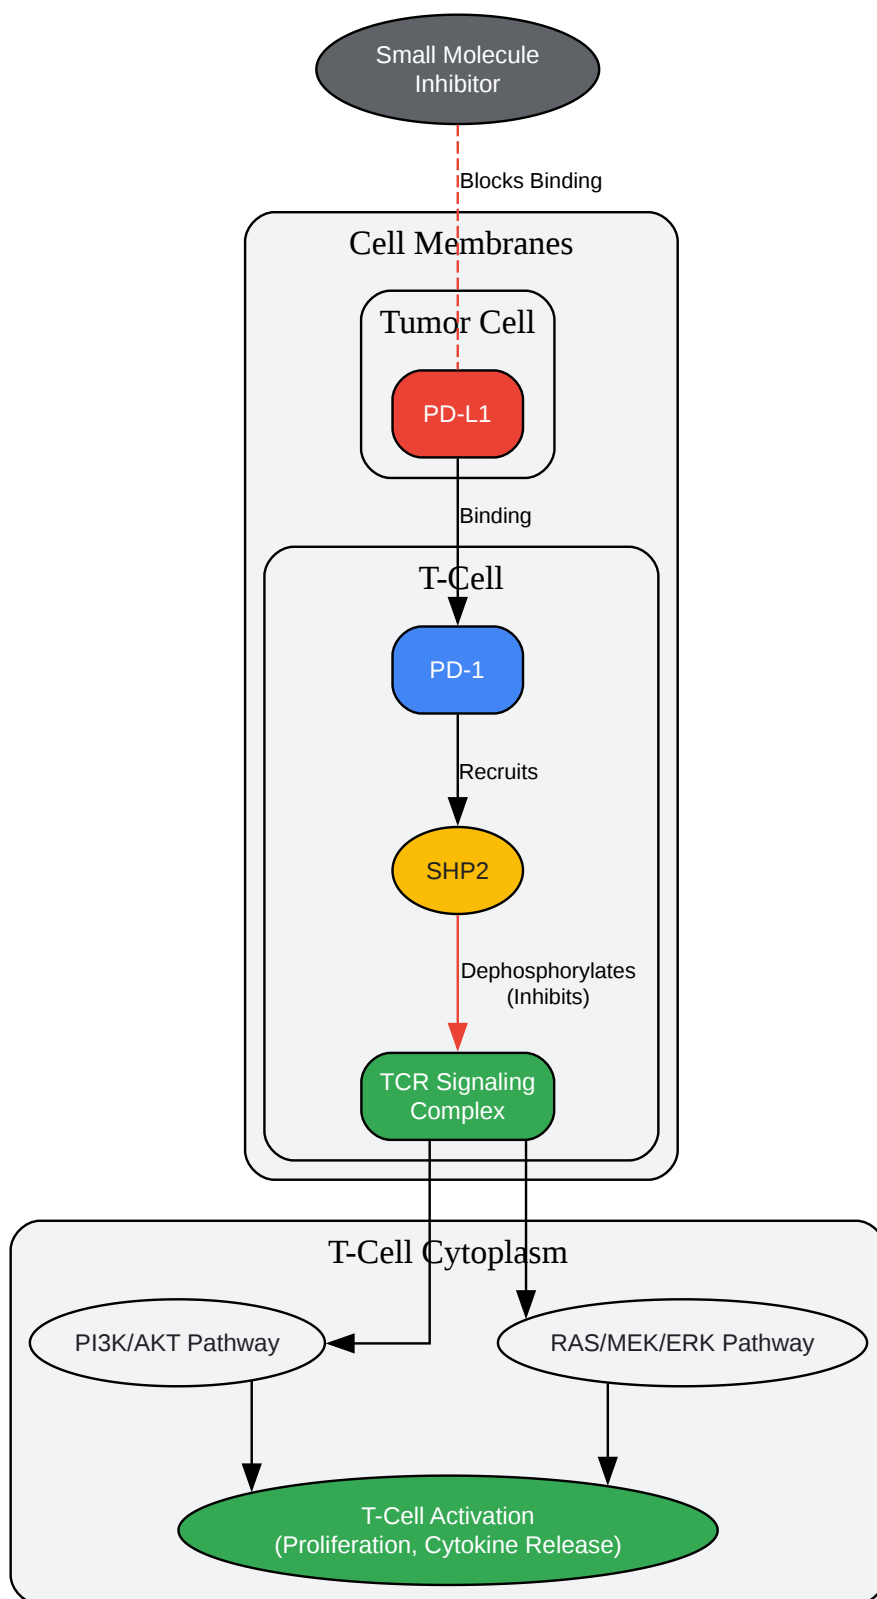 Small Molecule
Inhibitor
Blocks Binding
Cell Membranes
Tumor Cell
PD-L1
Binding
T-Cell
PD-1
Recruits
SHP2
Dephosphorylates
(Inhibits)
TCR Signaling
Complex
T-Cell Cytoplasm
PI3K/AKT Pathway
RAS/MEK/ERK Pathway
T-Cell Activation
(Proliferation, Cytokine Release)